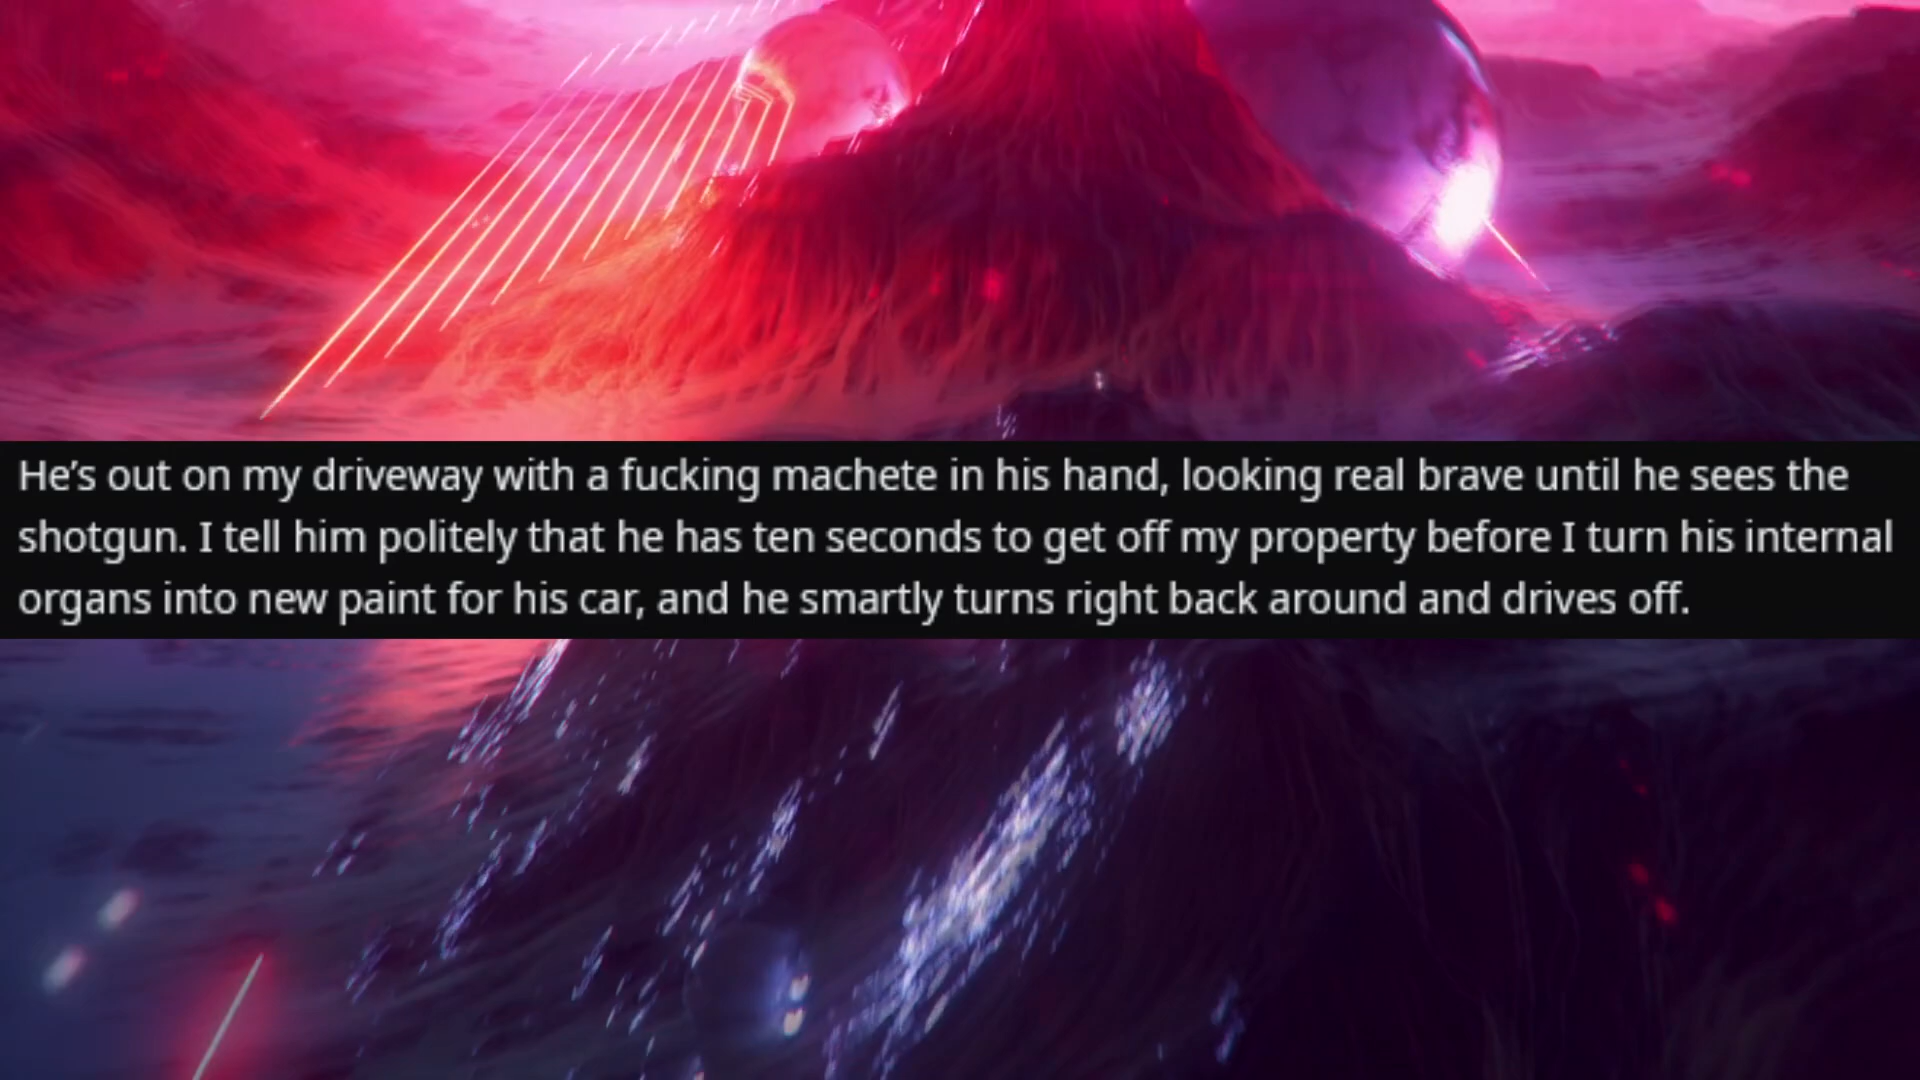 He’s out on my driveway with a fucking machete in his hand, looking real brave until he sees the
shotgun. I tell him politely that he has ten seconds to get off my property before I turn his internal
organs into new paint for his car, and he smartly turns right back around and drives off.